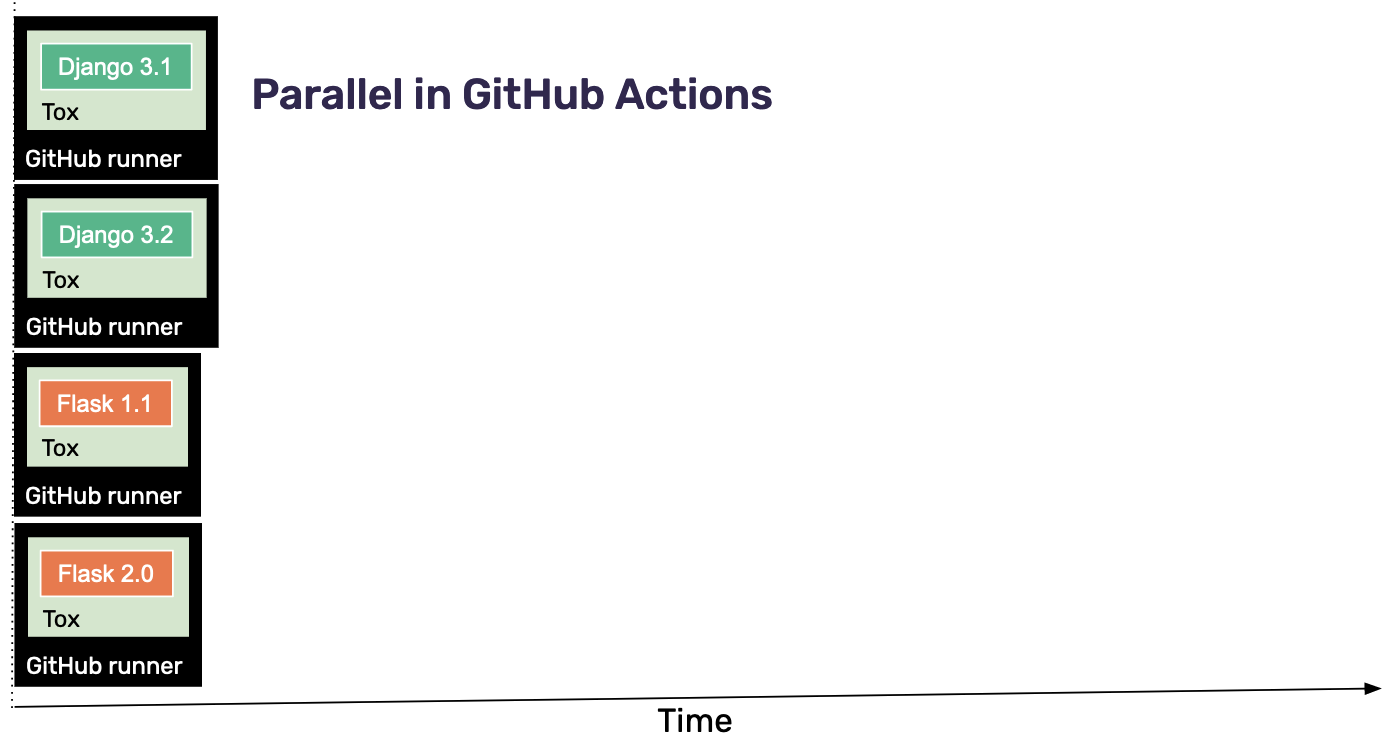 Django 3.1
Tox
GitHub runner
Parallel in GitHub Actions
Django 3.2
Tox
GitHub runner
Flask 1.1
Tox
GitHub runner
Flask 2.0
Tox
GitHub runner
Time